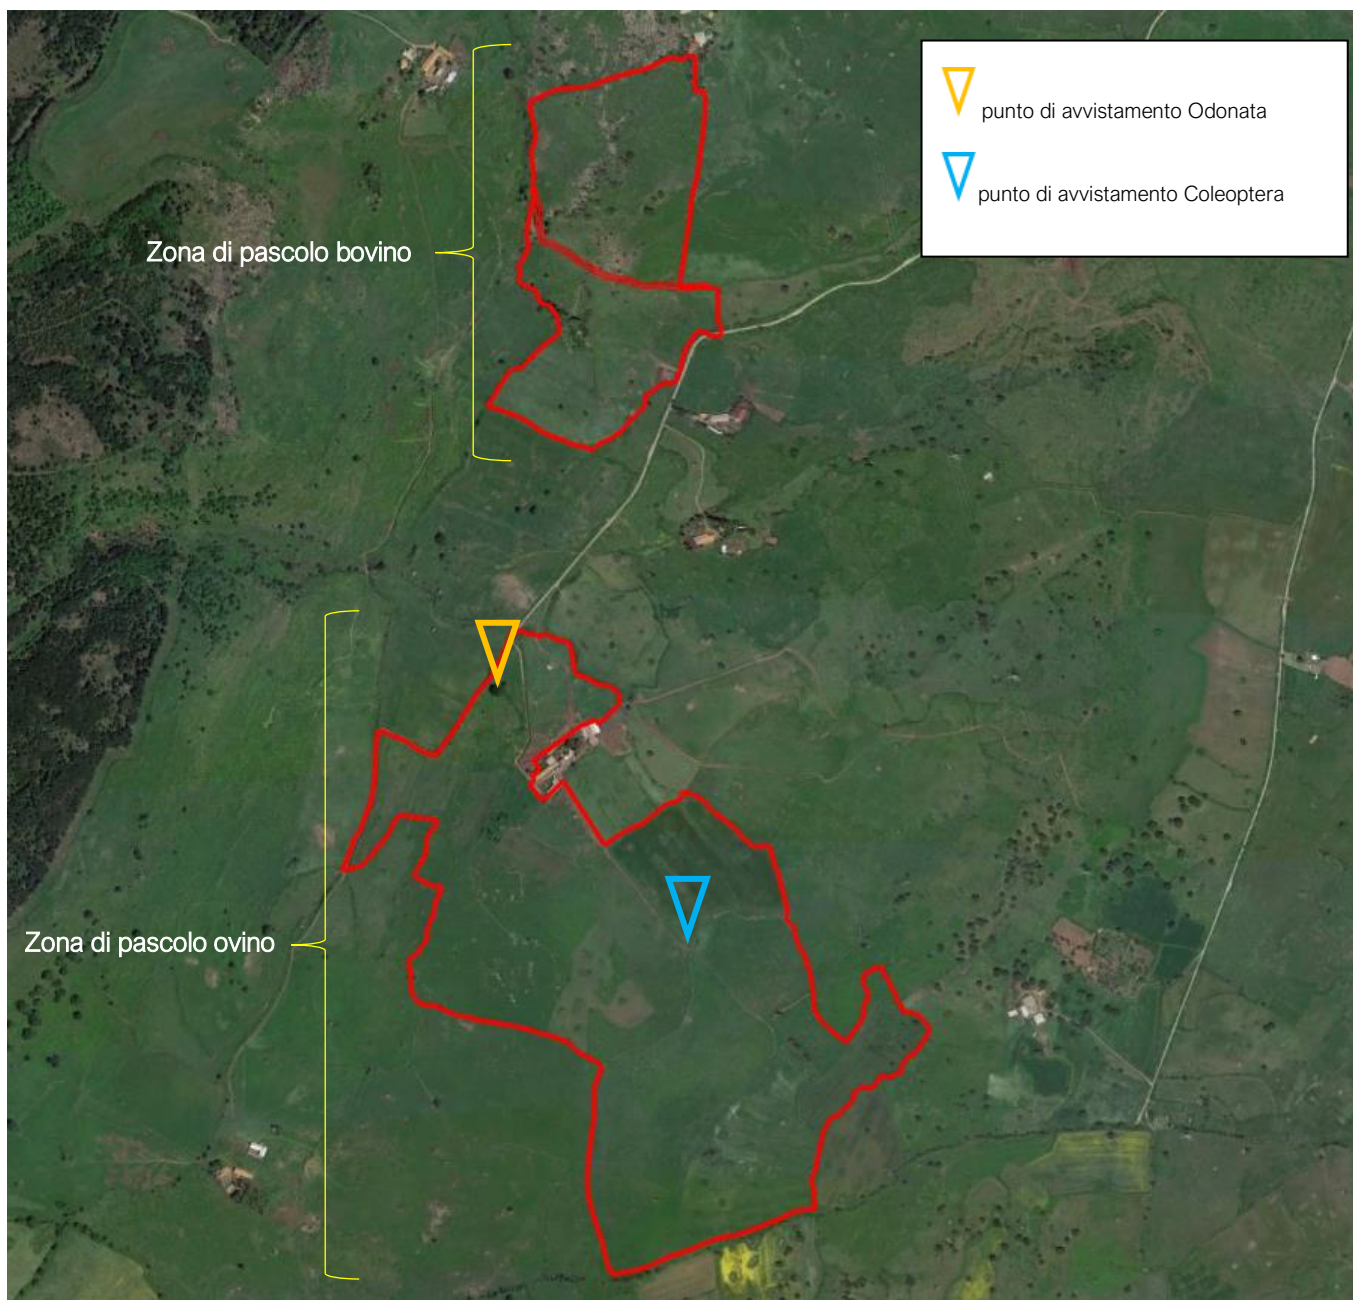 punto di avvistamento Odonata
punto di avvistamento Coleoptera
Zona di pascolo bovino
Zona di pascolo ovino